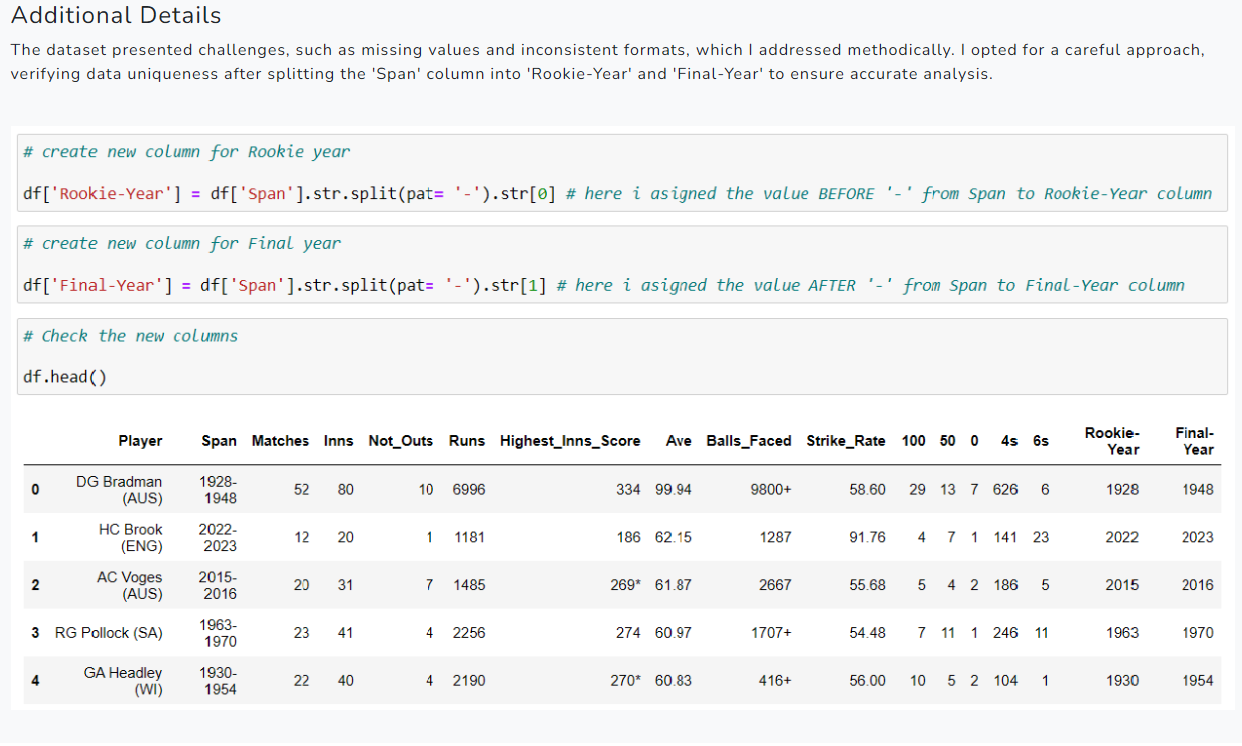 Additional Details
The dataset presented challenges, such as missing values and inconsistent formats, which I addressed methodically. I opted for a careful approach,
verifying data uniqueness after splitting the 'Span' column into 'Rookie-Year' and 'Final-Year' to ensure accurate analysis.
# create new column for Rookie year
df['Rookie-Year'] = df['Span'].str.split(pat= '-').str[0] # here i asigned the value BEFORE '-' from Span to Rookie-Year column
# create new column for Final year
df['Final-Year'] = df['Span'].str.split(pat= '-').str[1] # here i asigned the value AFTER '-' from Span to Final-Year column
# Check the new columns
df.head()
Player Span Matches Inns Not_Outs Runs Highest_Inns_Score Ave Balls_Faced Strike_Rate 100 50 0 4s 6s Rookie-Year Final-Year
0 DG Bradman (AUS) 1928-1948 52 80 10 6996 334 99.94 9800+ 58.60 29 13 7 626 6 1928 1948
1 HC Brook (ENG) 2022-2023 12 20 1 1181 186 62.15 1287 91.76 4 7 1 141 23 2022 2023
2 AC Voges (AUS) 2015-2016 20 31 7 1485 269* 61.87 2667 55.68 5 4 2 186 5 2015 2016
3 RG Pollock (SA) 1963-1970 23 41 4 2256 274 60.97 1707+ 54.48 7 11 1 246 11 1963 1970
4 GA Headley (WI) 1930-1954 22 40 4 2190 270* 60.83 416+ 56.00 10 5 2 104 1 1930 1954